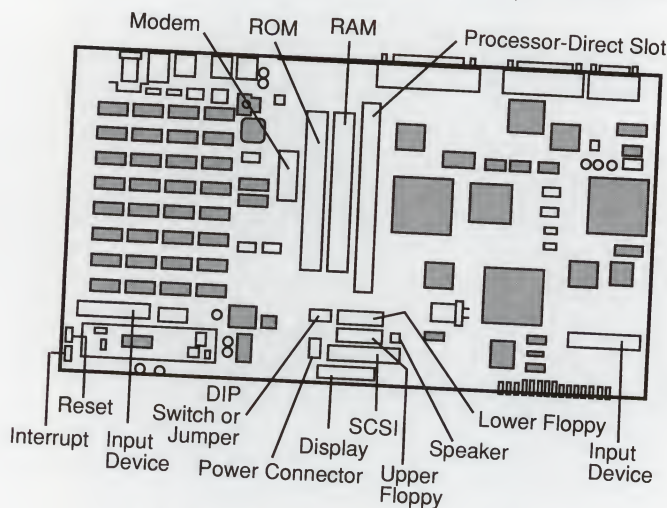 Modem
ROM
RAM
Processor-Direct Slot
Reset
Interrupt
Input
Device
DIP
Switch or
Jumper
Power Connector
Display
SCSI
Upper
Floppy
Speaker
Lower Floppy
Input
Device